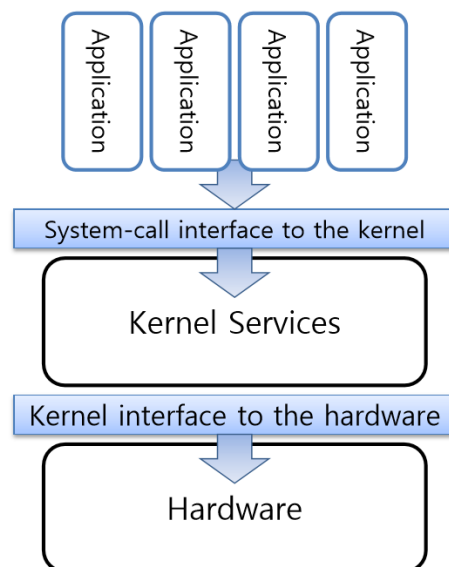 Application
Application
Application
Application
System-call interface to the kernel
Kernel Services
Kernel interface to the hardware
Hardware